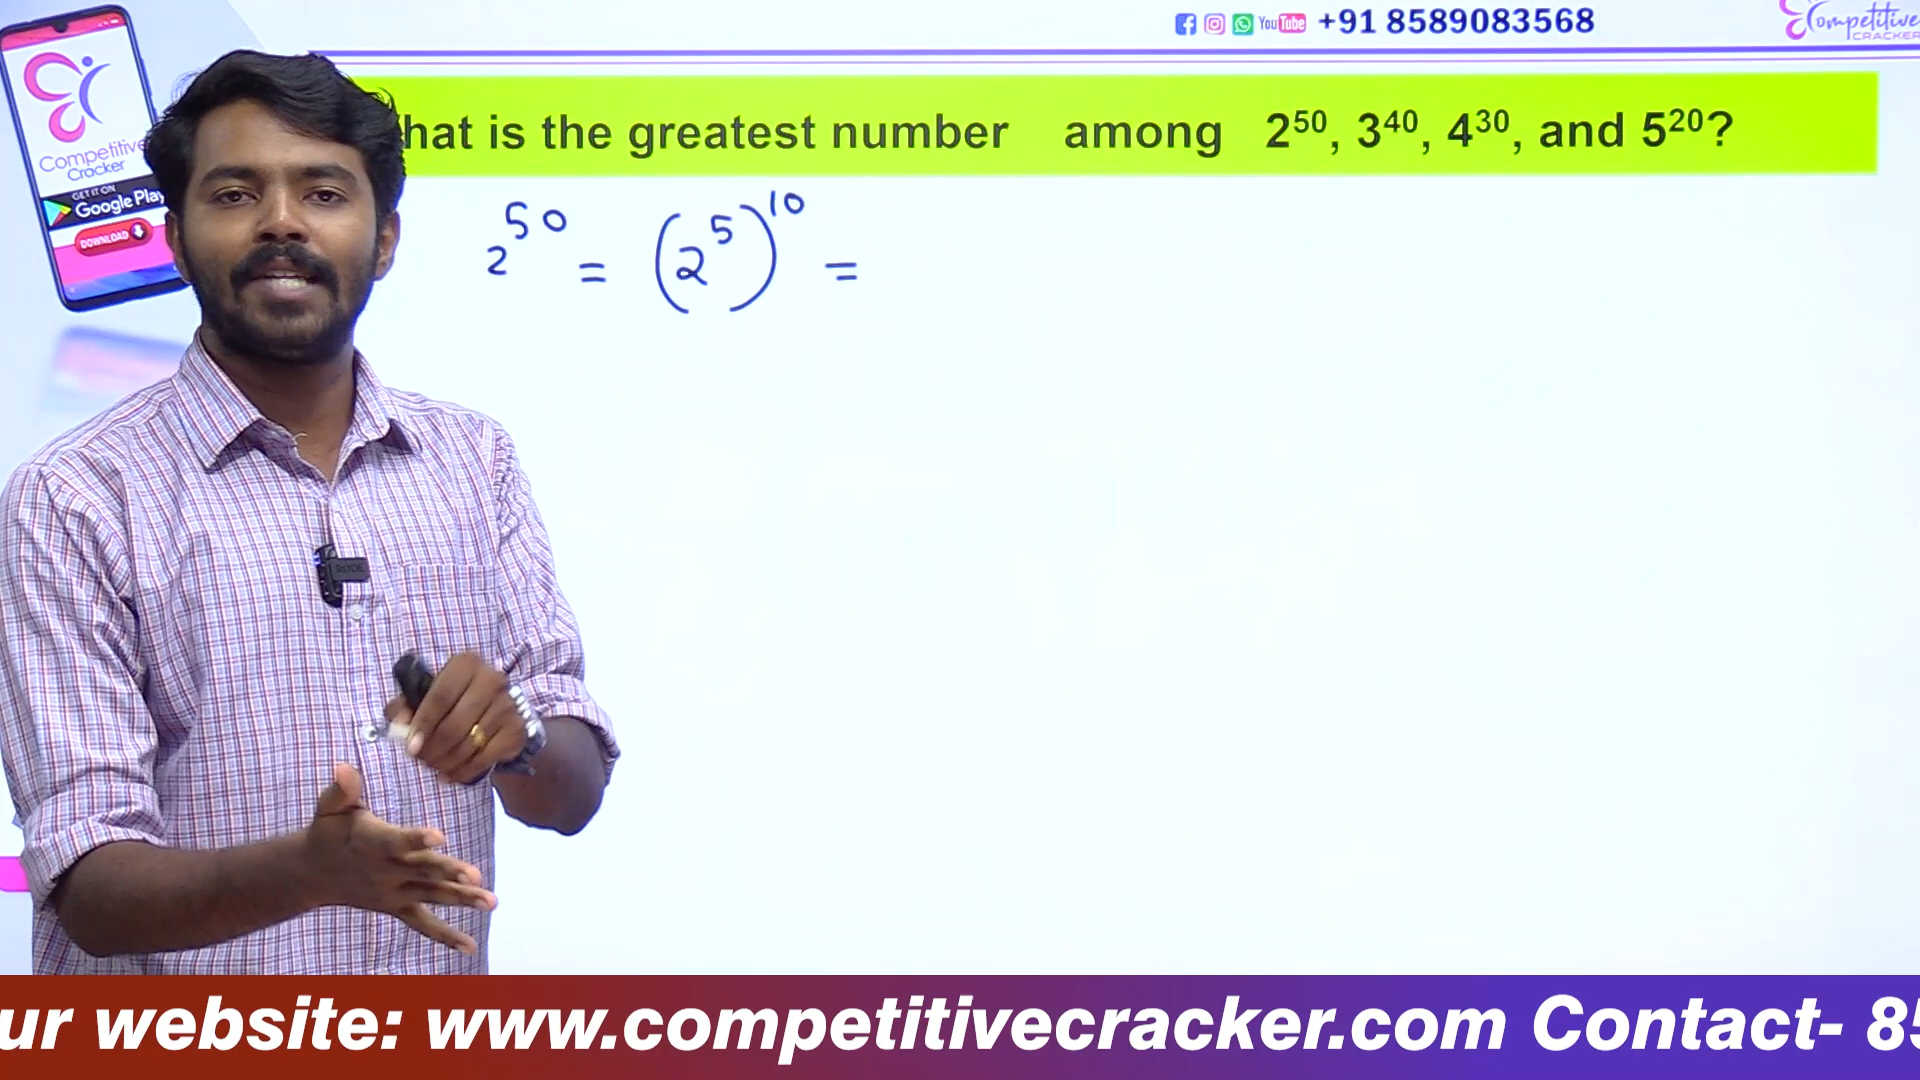 +91 8589083568
Competitive
CRACKER
Competitive
Cracker
GET IT ON
Google Play
DOWNLOAD
hat is the greatest number among 2⁵⁰, 3⁴⁰, 4³⁰, and 5²⁰?
2⁵⁰ = (2⁵)¹⁰ =
ur website: www.competitivecracker.com Contact- 85